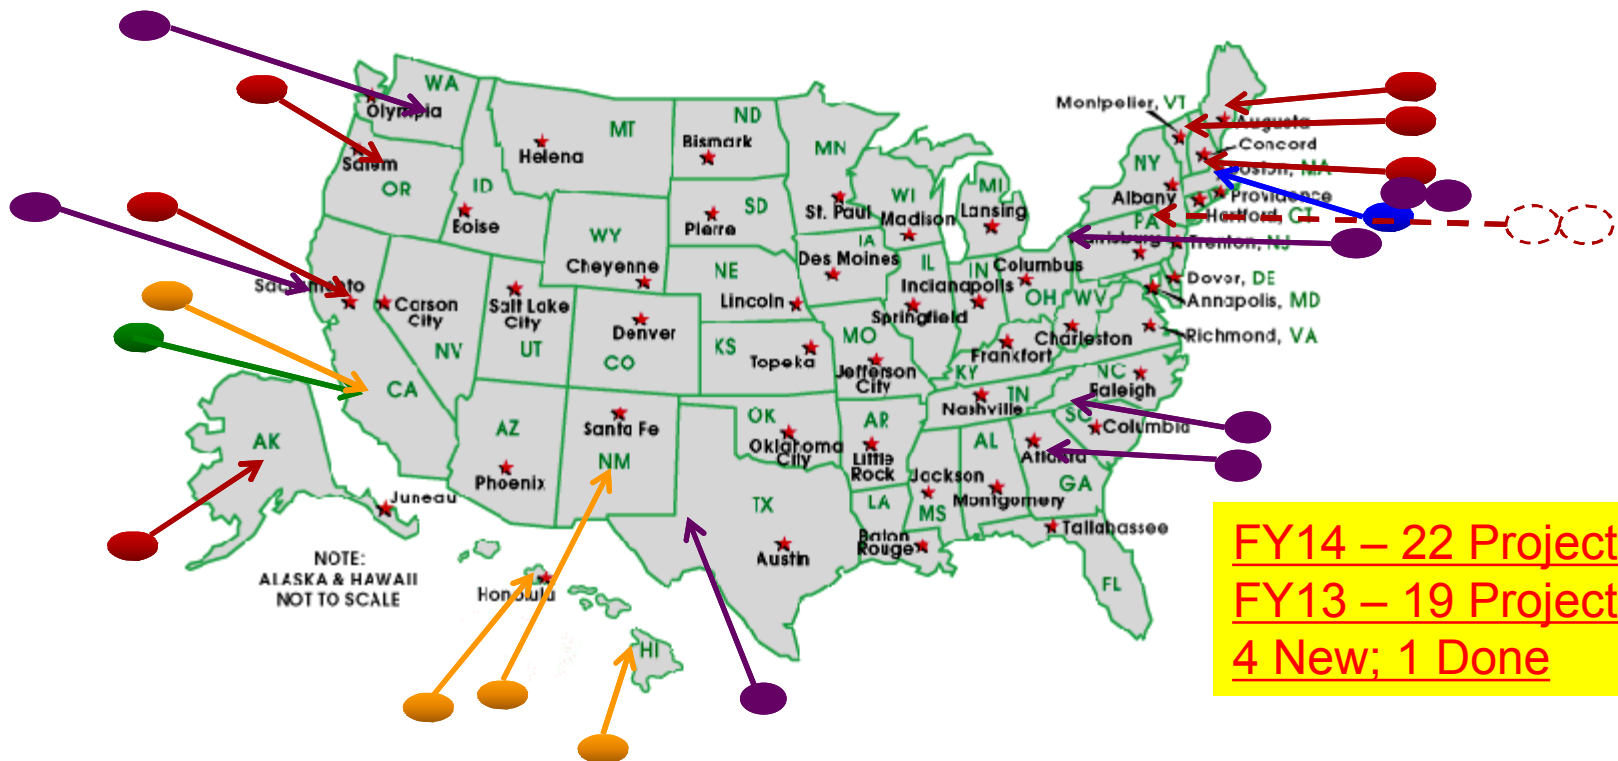 WA
Olympia
Salem
OR
ID
Boise
MT
Helena
ND
Bismark
MN
St. Paul
SD
Pierre
WI
Madison
MI
Lansing
Montpelier, VT
Augusta
Concord
Boston, MA
NY
Albany
Providence
Hartford, CT
PA
Trenton, NJ
WY
Cheyenne
NE
Lincoln
IA
Des Moines
IL
Springfield
IN
Indianapolis
Columbus
OH
WV
Charleston
Dover, DE
Annapolis, MD
Richmond, VA
Sacramento
Carson
City
NV
Salt Lake
City
UT
Denver
CO
KS
Topeka
MO
Jefferson
City
Frankfort
KY
CA
AZ
Phoenix
Santa Fe
NM
OK
Oklahoma
City
AR
Little
Rock
TN
Nashville
NC
Raleigh
SC
Columbia
AL
Montgomery
Atlanta
GA
Jackson
MS
LA
Baton
Rouge
TX
Austin
Tallahassee
FL
AK
Juneau
NOTE:
ALASKA & HAWAII
NOT TO SCALE
Honolulu
HI
FY14 – 22 Project
FY13 – 19 Project
4 New; 1 Done